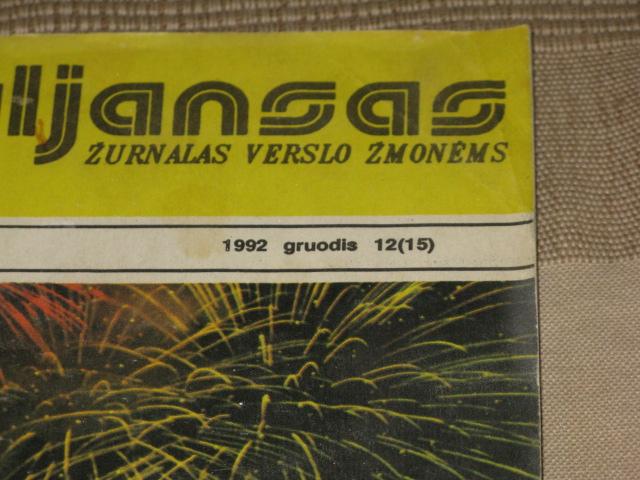 ljansas
ŽURNALAS VERSLO ŽMONĖMS
1992 gruodis 12(15)